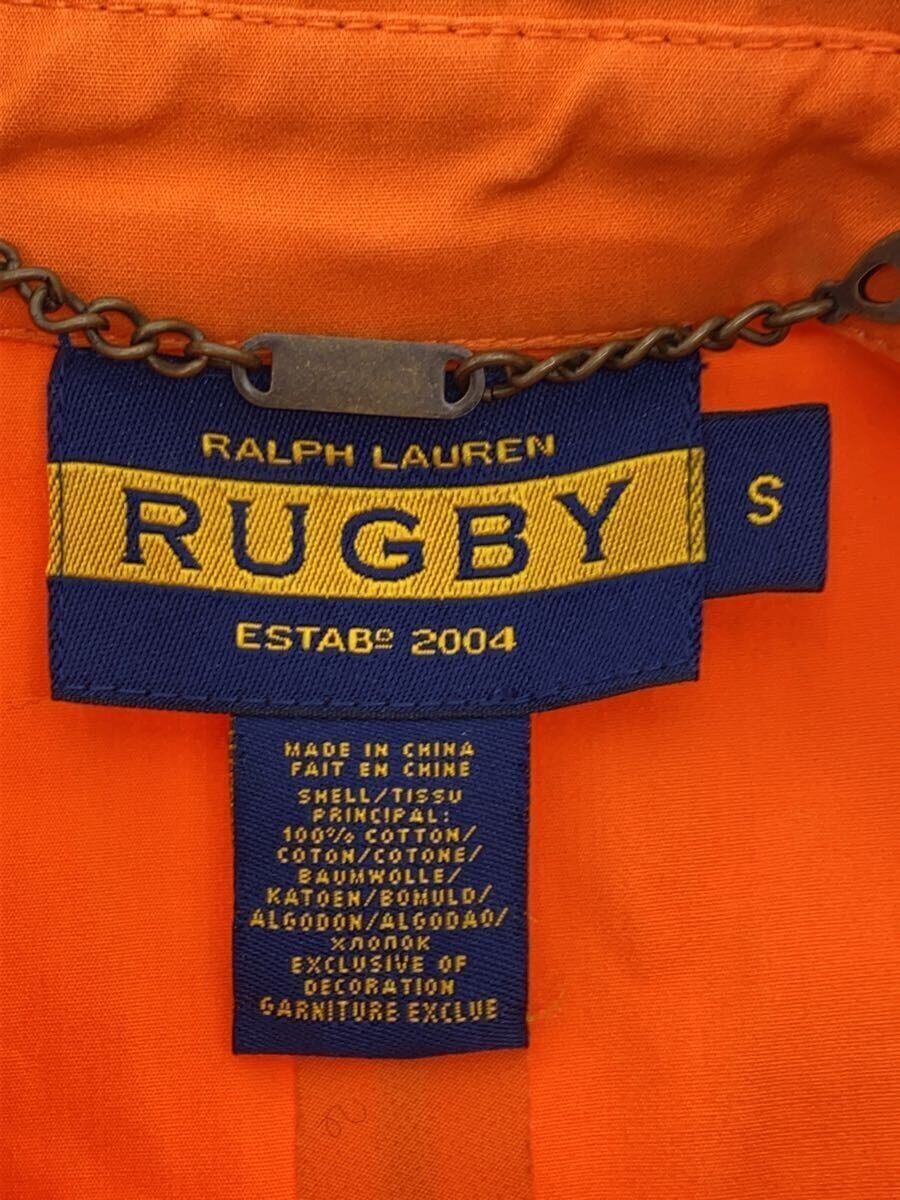 RALPH LAUREN
RUGBY
ESTABº 2004
S
MADE IN CHINA
FAIT EN CHINE
SHELL/TISSU
PRINCIPAL:
100% COTTON/
COTON/COTONE/
BAUMWOLLE/
KATOEN/BOMULD/
ALGODON/ALGODAO/
ХЛОПОК
EXCLUSIVE OF
DECORATION
GARNITURE EXCLUE